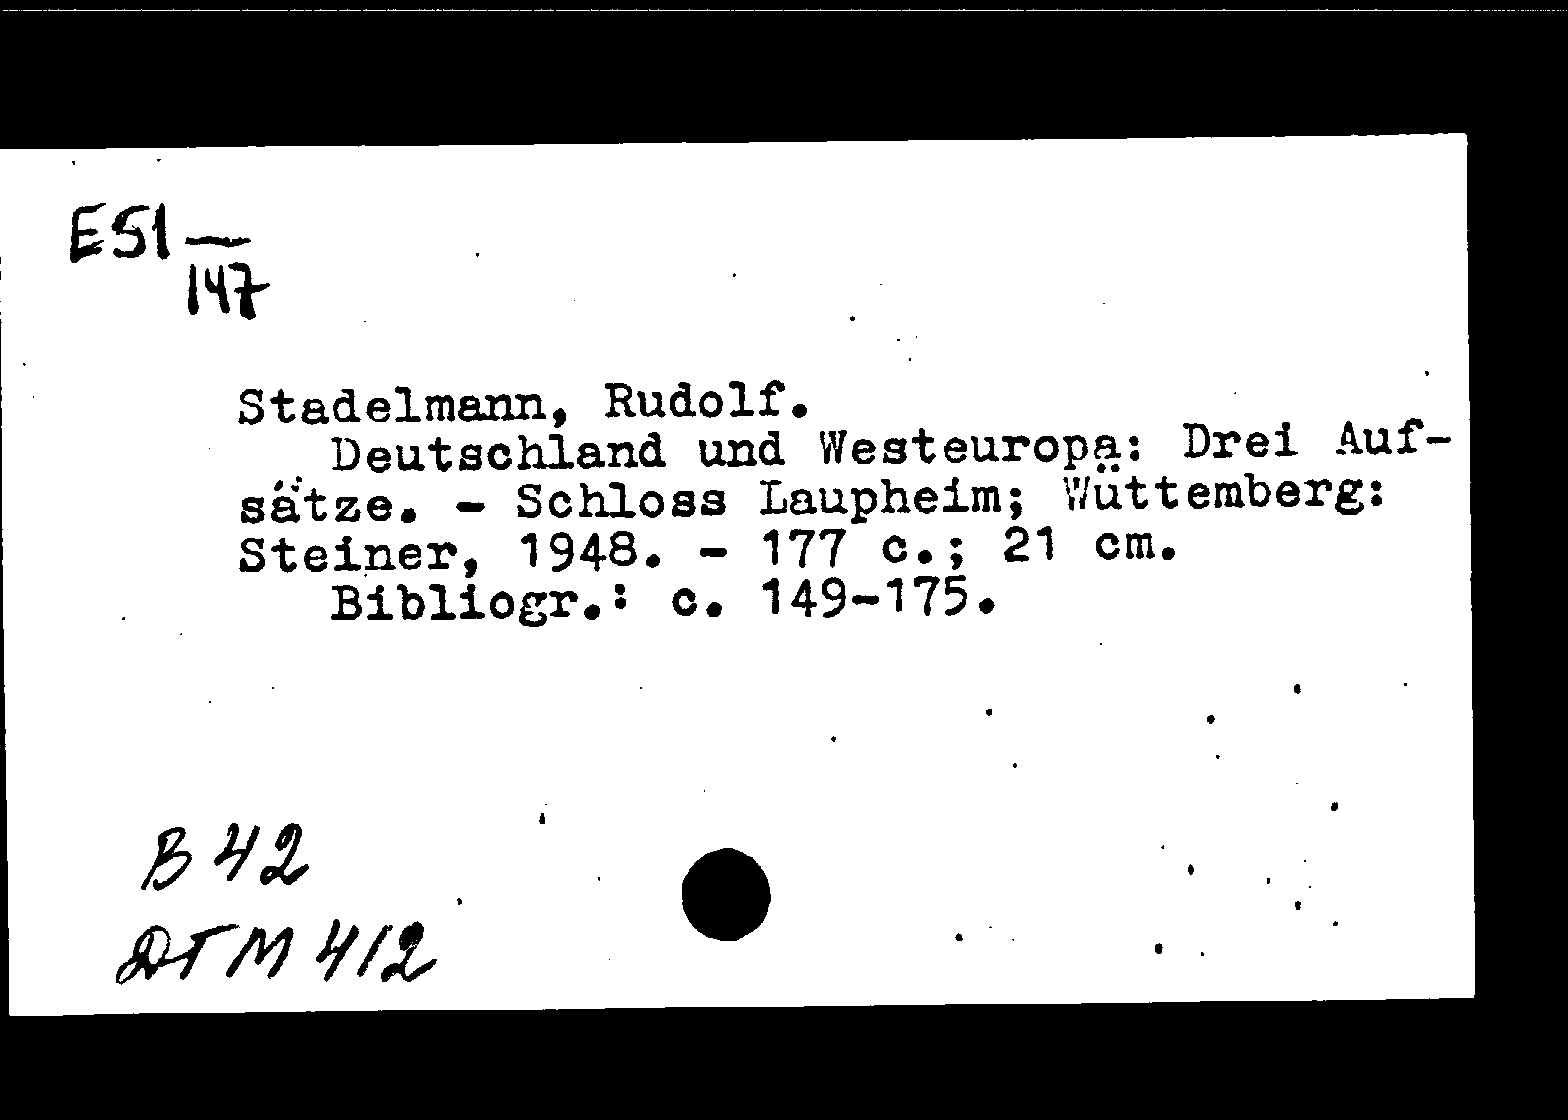 E51 —
147
Stadelmann, Rudolf.
Deutschland und Westeuropa: Drei Auf-
sätze. - Schloss Laupheim; Wüttemberg:
Steiner, 1948. - 177 c.; 21 cm.
Bibliogr.: c. 149-175.
B 42
DTM 412